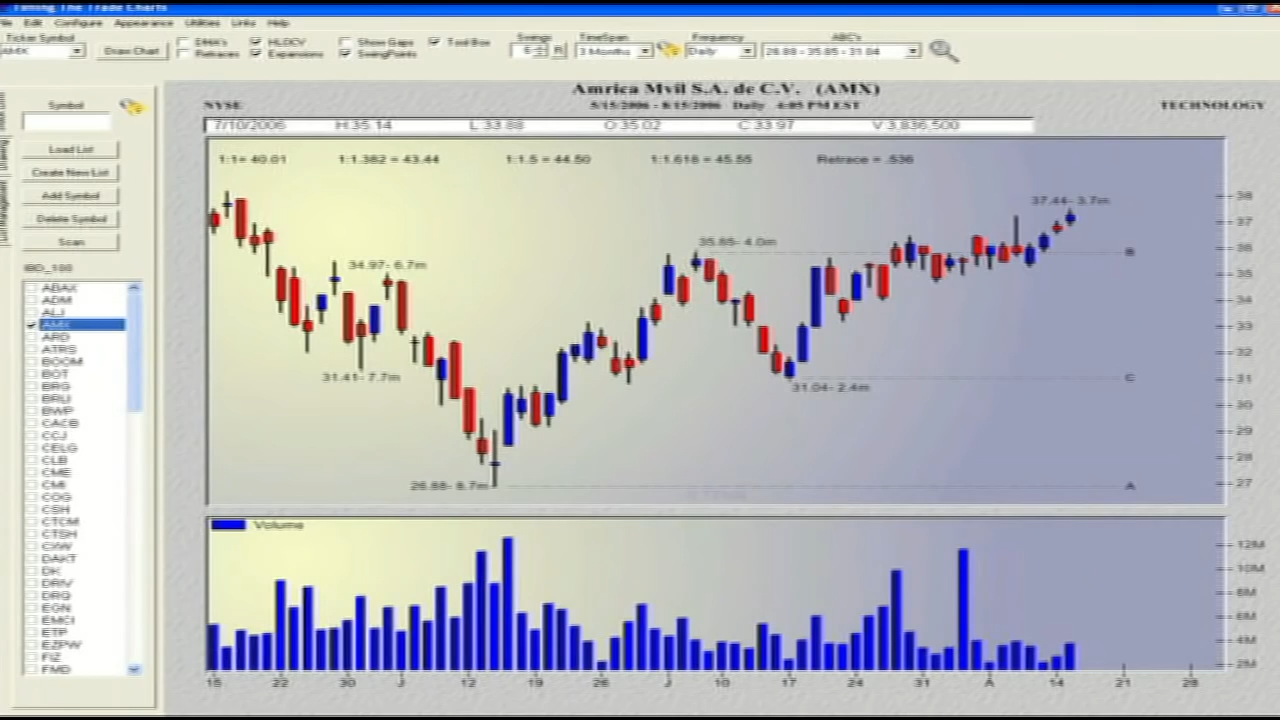 Timing The Trade Charts
File Edit Configure Appearance Utilities Links Help
Ticker Symbol
AMX
Draw Chart
DMA's
Retraces
HLOCV
Expansions
Show Gaps
SwingPoints
Tool Box
Swings
6
R
TimeSpan
3 Months
Frequency
Daily
ABC's
26.88 - 35.85 - 31.04
Amrica Mvil S.A. de C.V. (AMX)
NYSE
5/15/2006 - 8/15/2006 Daily 4:05 PM EST
TECHNOLOGY
7/10/2006 H:35.14 L:33.88 O:35.02 C:33.97 V:3,836,500
1:1= 40.01 1:1.382 = 43.44 1:1.5 = 44.50 1:1.618 = 45.55 Retrace = .536
Symbol
Load List
Create New List
Add Symbol
Delete Symbol
Scan
IBD_100
ABAX
ADM
ALJ
AMX
ARD
ATRS
BOOM
BOT
BRG
BRLI
BWP
CACB
CCJ
CELG
CLB
CME
CMI
COG
CSH
CTCM
CTSH
CXW
DAKT
DK
DRIV
DRQ
EGN
EMCI
ETP
EZPW
FIZ
FMD
37.44- 3.7m
35.85- 4.0m
34.97- 6.7m
31.41- 7.7m
31.04- 2.4m
26.88- 8.7m
B
C
A
38
37
36
35
34
33
32
31
30
29
28
27
Volume
12M
10M
8M
6M
4M
2M
15 22 30 J 12 19 26 J 10 17 24 31 A 14 21 28